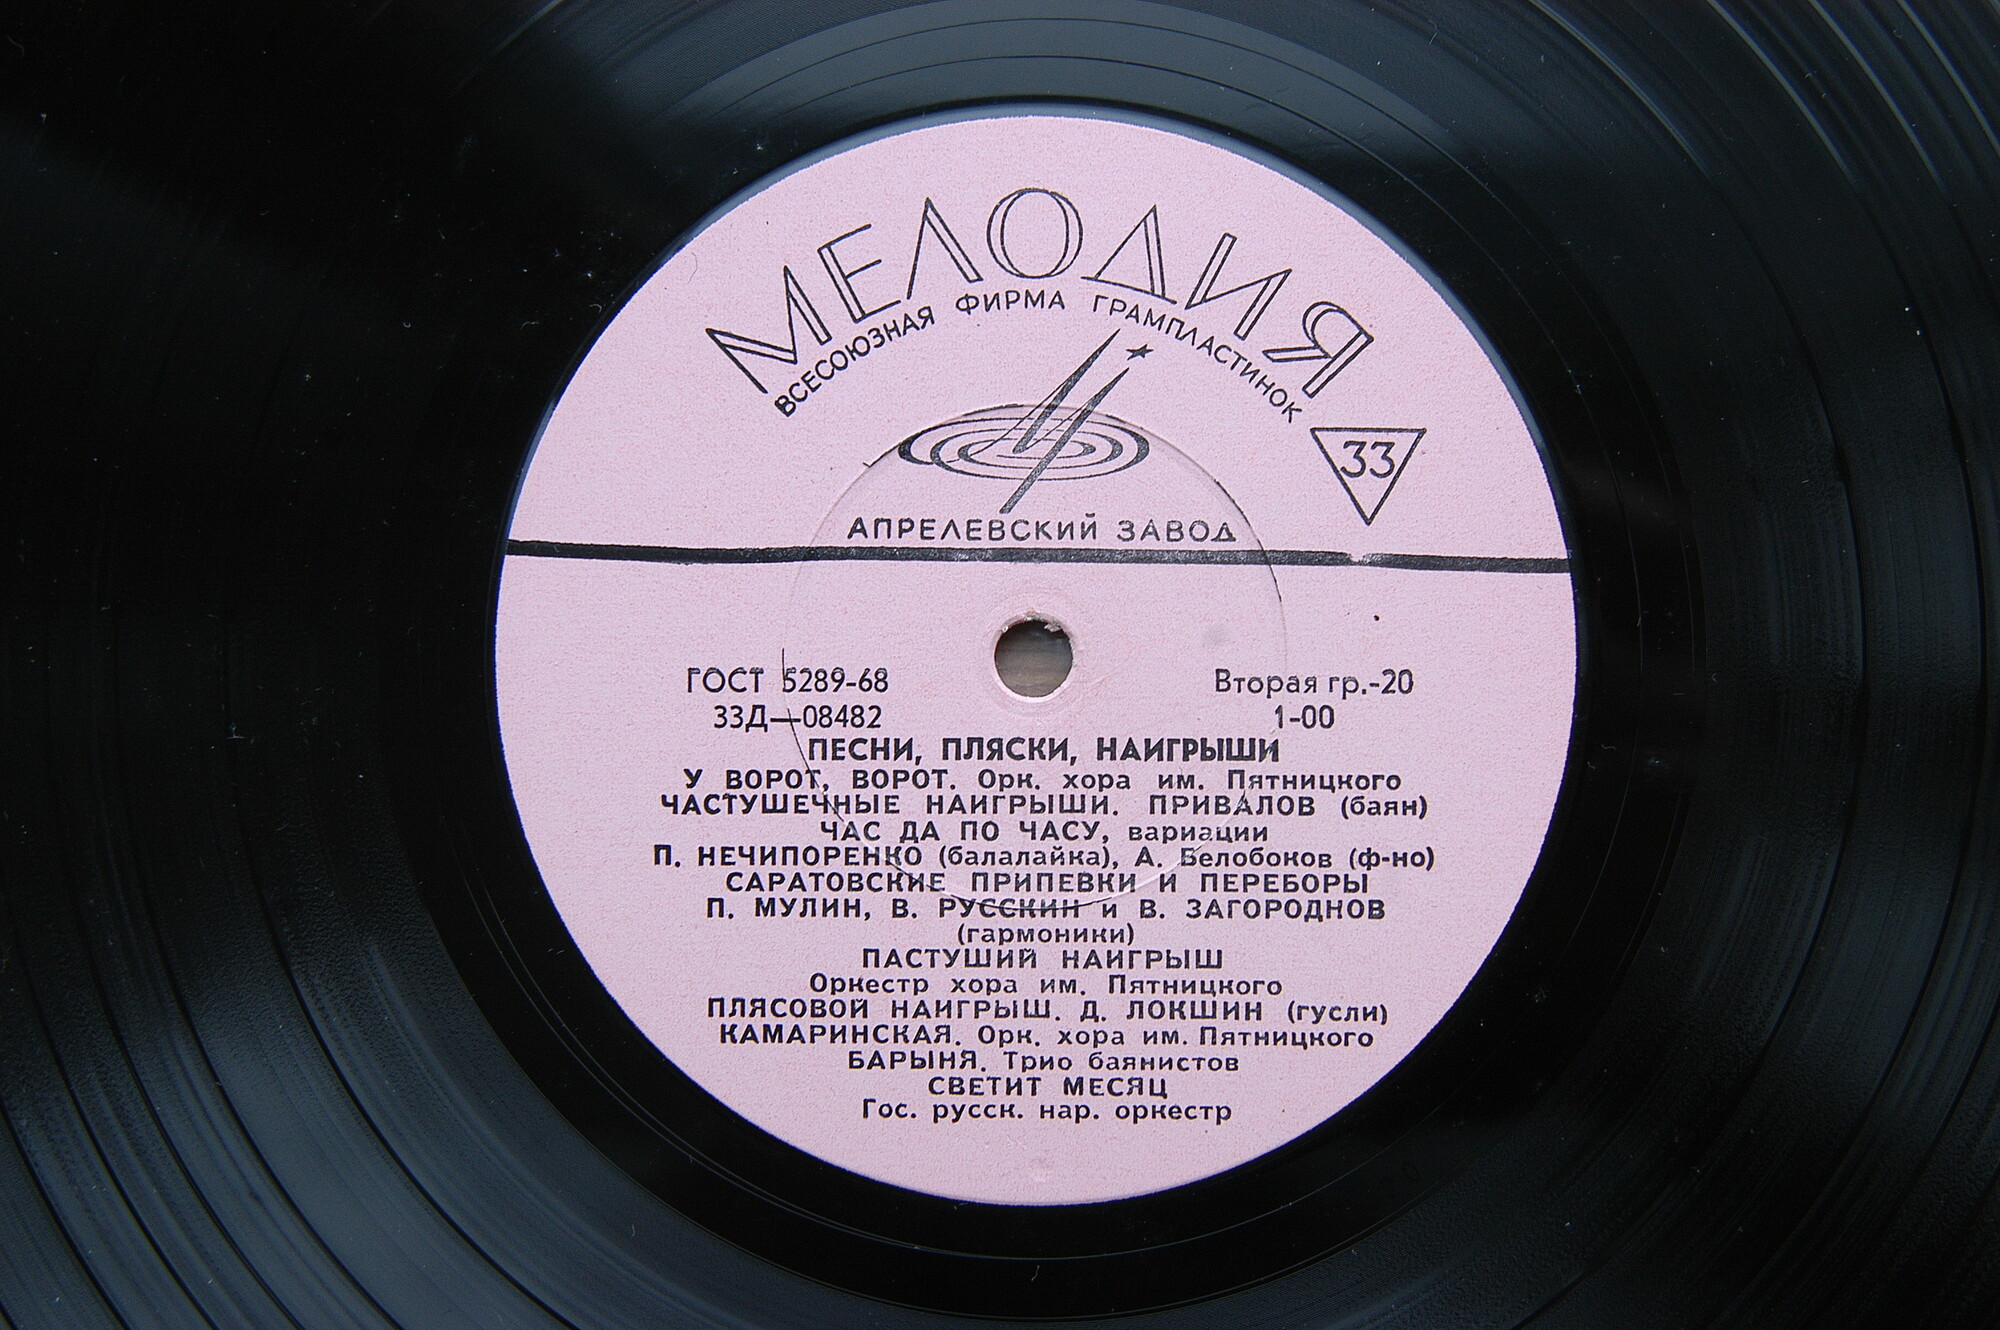 МЕЛОДИЯ
ВСЕСОЮЗНАЯ ФИРМА ГРАМПЛАСТИНОК
33
АПРЕЛЕВСКИЙ ЗАВОД
ГОСТ 5289-68
Вторая гр.-20
33Д—08482
1-00
ПЕСНИ, ПЛЯСКИ, НАИГРЫШИ
У ВОРОТ, ВОРОТ. Орк. хора им. Пятницкого
ЧАСТУШЕЧНЫЕ НАИГРЫШИ. ПРИВАЛОВ (баян)
ЧАС ДА ПО ЧАСУ, вариации
П. НЕЧИПОРЕНКО (балалайка), А. Белобоков (ф-но)
САРАТОВСКИЕ ПРИПЕВКИ И ПЕРЕБОРЫ
П. МУЛИН, В. РУССКИН и В. ЗАГОРОДНОВ
(гармоники)
ПАСТУШИЙ НАИГРЫШ
Оркестр хора им. Пятницкого
ПЛЯСОВОЙ НАИГРЫШ. Д. ЛОКШИН (гусли)
КАМАРИНСКАЯ. Орк. хора им. Пятницкого
БАРЫНЯ. Трио баянистов
СВЕТИТ МЕСЯЦ
Гос. русск. нар. оркестр